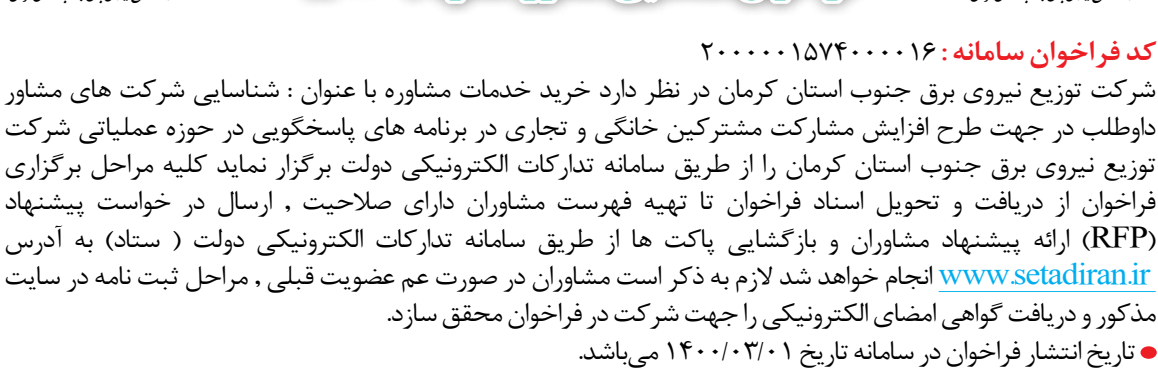 کد فراخوان سامانه : ۲۰۰۰۰۰۱۵۷۴۰۰۰۰۱۶
شرکت توزیع نیروی برق جنوب استان کرمان در نظر دارد خرید خدمات مشاوره با عنوان : شناسایی شرکت های مشاور
داوطلب در جهت طرح افزایش مشارکت مشترکین خانگی و تجاری در برنامه های پاسخگویی در حوزه عملیاتی شرکت
توزیع نیروی برق جنوب استان کرمان را از طریق سامانه تدارکات الکترونیکی دولت برگزار نماید کلیه مراحل برگزاری
فراخوان از دریافت و تحویل اسناد فراخوان تا تهیه فهرست مشاوران دارای صلاحیت , ارسال در خواست پیشنهاد
(RFP) ارائه پیشنهاد مشاوران و بازگشایی پاکت ها از طریق سامانه تدارکات الکترونیکی دولت ( ستاد) به آدرس
www.setadiran.ir انجام خواهد شد لازم به ذکر است مشاوران در صورت عم عضویت قبلی , مراحل ثبت نامه در سایت
مذکور و دریافت گواهی امضای الکترونیکی را جهت شرکت در فراخوان محقق سازد.
● تاریخ انتشار فراخوان در سامانه تاریخ ۱۴۰۰/۰۳/۰۱ می‌باشد.